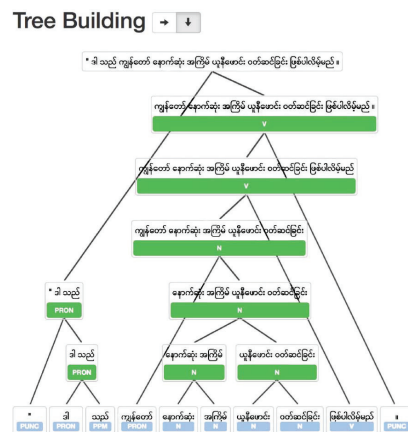 Tree Building
" ဒါ သည် ကျွန်တော် နောက်ဆုံး အကြိမ် ယူနီဖောင်း ဝတ်ဆင်ခြင်း ဖြစ်ပါလိမ့်မည် ။
ကျွန်တော် နောက်ဆုံး အကြိမ် ယူနီဖောင်း ဝတ်ဆင်ခြင်း ဖြစ်ပါလိမ့်မည် ။
V
ကျွန်တော် နောက်ဆုံး အကြိမ် ယူနီဖောင်း ဝတ်ဆင်ခြင်း ဖြစ်ပါလိမ့်မည်
V
ကျွန်တော် နောက်ဆုံး အကြိမ် ယူနီဖောင်း ဝတ်ဆင်ခြင်း
N
" ဒါ သည်
PRON
နောက်ဆုံး အကြိမ် ယူနီဖောင်း ဝတ်ဆင်ခြင်း
N
ဒါ သည်
PRON
နောက်ဆုံး အကြိမ်
N
ယူနီဖောင်း ဝတ်ဆင်ခြင်း
N
" ဒါ သည် ကျွန်တော် နောက်ဆုံး အကြိမ် ယူနီဖောင်း ဝတ်ဆင်ခြင်း ဖြစ်ပါလိမ့်မည် ။
PUNC PRON PPM PRON N N N N V PUNC